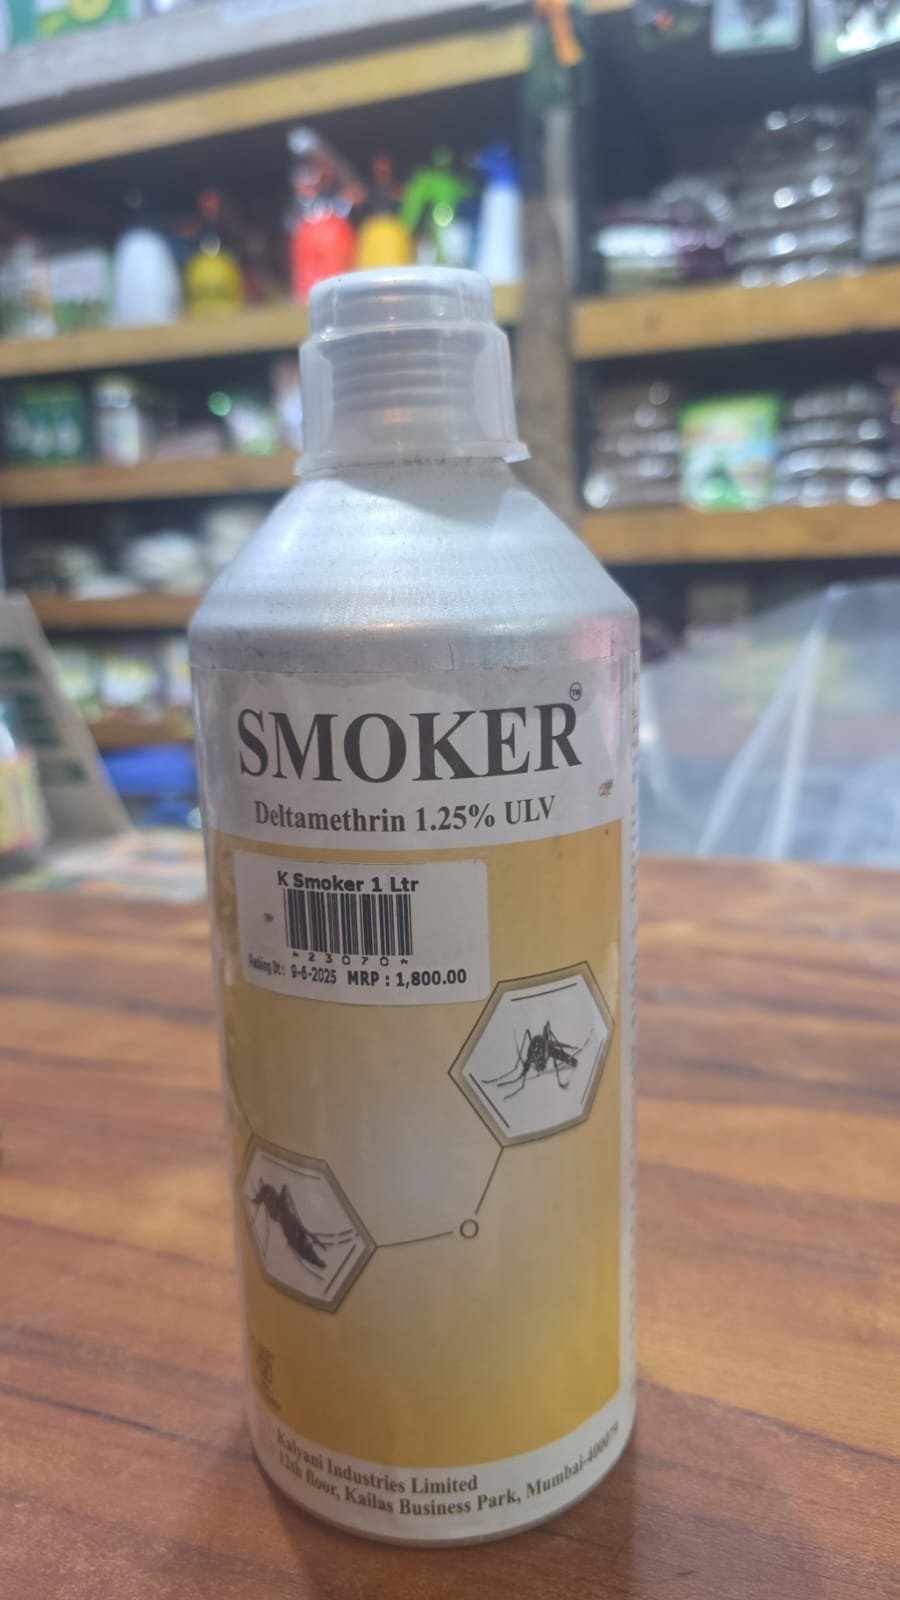 SMOKER™
Deltamethrin 1.25% ULV
K Smoker 1 Ltr
*23070*
Packing Dt: 9-6-2025 MRP : 1,800.00
O
Kalyani Industries Limited
12th floor, Kailas Business Park, Mumbai-400079